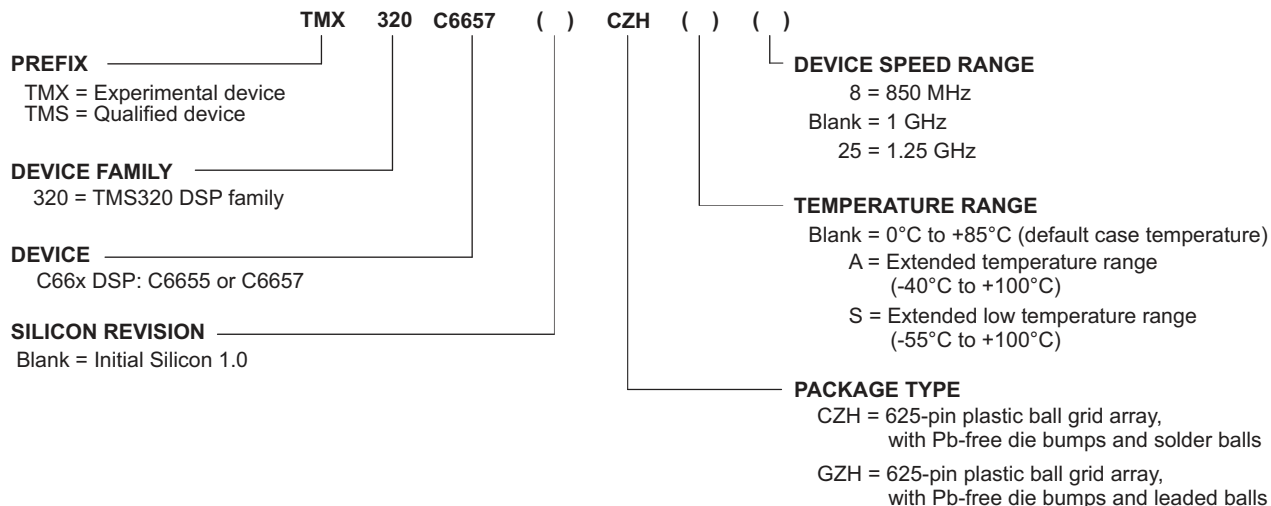 TMX 320 C6657 ( ) CZH ( ) ( )
PREFIX
TMX = Experimental device
TMS = Qualified device
DEVICE FAMILY
320 = TMS320 DSP family
DEVICE
C66x DSP: C6655 or C6657
SILICON REVISION
Blank = Initial Silicon 1.0
DEVICE SPEED RANGE
8 = 850 MHz
Blank = 1 GHz
25 = 1.25 GHz
TEMPERATURE RANGE
Blank = 0°C to +85°C (default case temperature)
A = Extended temperature range
(-40°C to +100°C)
S = Extended low temperature range
(-55°C to +100°C)
PACKAGE TYPE
CZH = 625-pin plastic ball grid array,
with Pb-free die bumps and solder balls
GZH = 625-pin plastic ball grid array,
with Pb-free die bumps and leaded balls